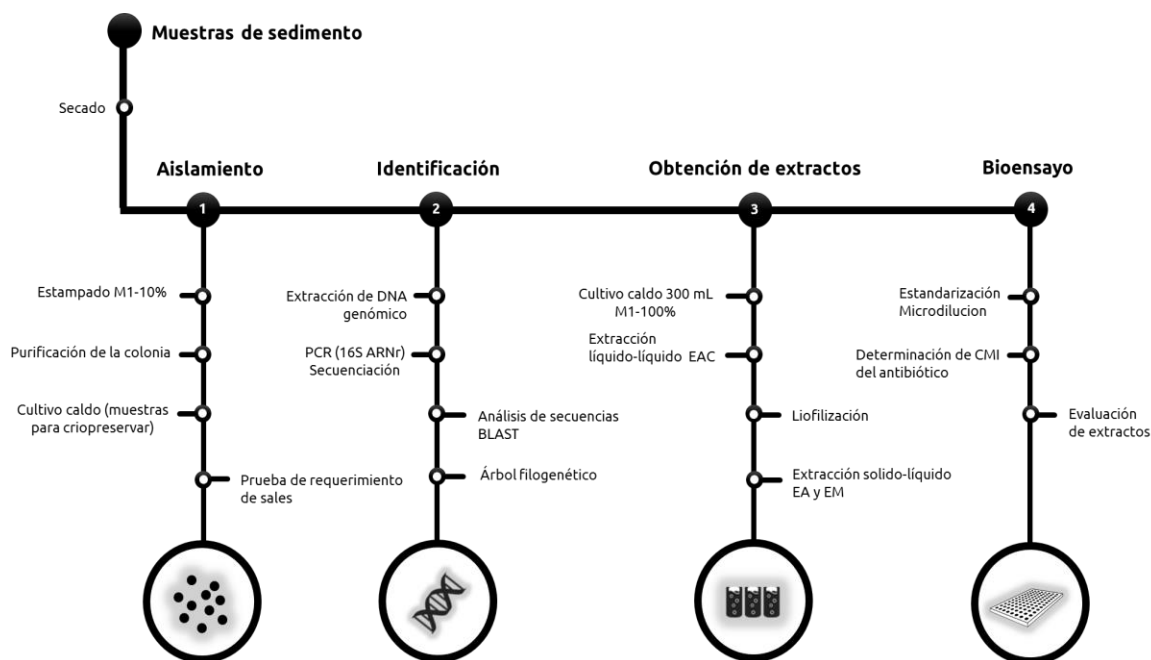 Muestras de sedimento
Secado
Aislamiento
1
Estampado M1-10%
Purificación de la colonia
Cultivo caldo (muestras
para criopreservar)
Prueba de requerimiento
de sales
Identificación
2
Extracción de DNA
genómico
PCR (16S ARNr)
Secuenciación
Análisis de secuencias
BLAST
Árbol filogenético
Obtención de extractos
3
Cultivo caldo 300 mL
M1-100%
Extracción
líquido-líquido EAC
Liofilización
Extracción solido-líquido
EA y EM
Bioensayo
4
Estandarización
Microdilucion
Determinación de CMI
del antibiótico
Evaluación
de extractos